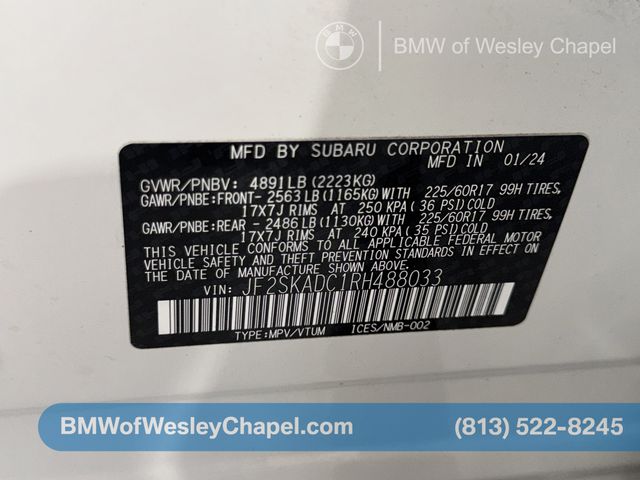 BMW of Wesley Chapel
MFD BY SUBARU CORPORATION
MFD IN 01/24
GVWR/PNBV: 4891LB (2223KG)
GAWR/PNBE:FRONT- 2563LB (1165KG)WITH 225/60R17 99H TIRES,
17X7J RIMS AT 250 KPA (36 PSI)COLD
GAWR/PNBE:REAR - 2486LB (1130KG)WITH 225/60R17 99H TIRES,
17X7J RIMS AT 240 KPA (35 PSI)COLD
THIS VEHICLE CONFORMS TO ALL APPLICABLE FEDERAL MOTOR
VEHICLE SAFETY AND THEFT PREVENTION STANDARDS IN EFFECT ON
THE DATE OF MANUFACTURE SHOWN ABOVE.
VIN: JF2SKADC1RH488033
TYPE:MPV/VTUM ICES/NMB-002
BMWofWesleyChapel.com (813) 522-8245